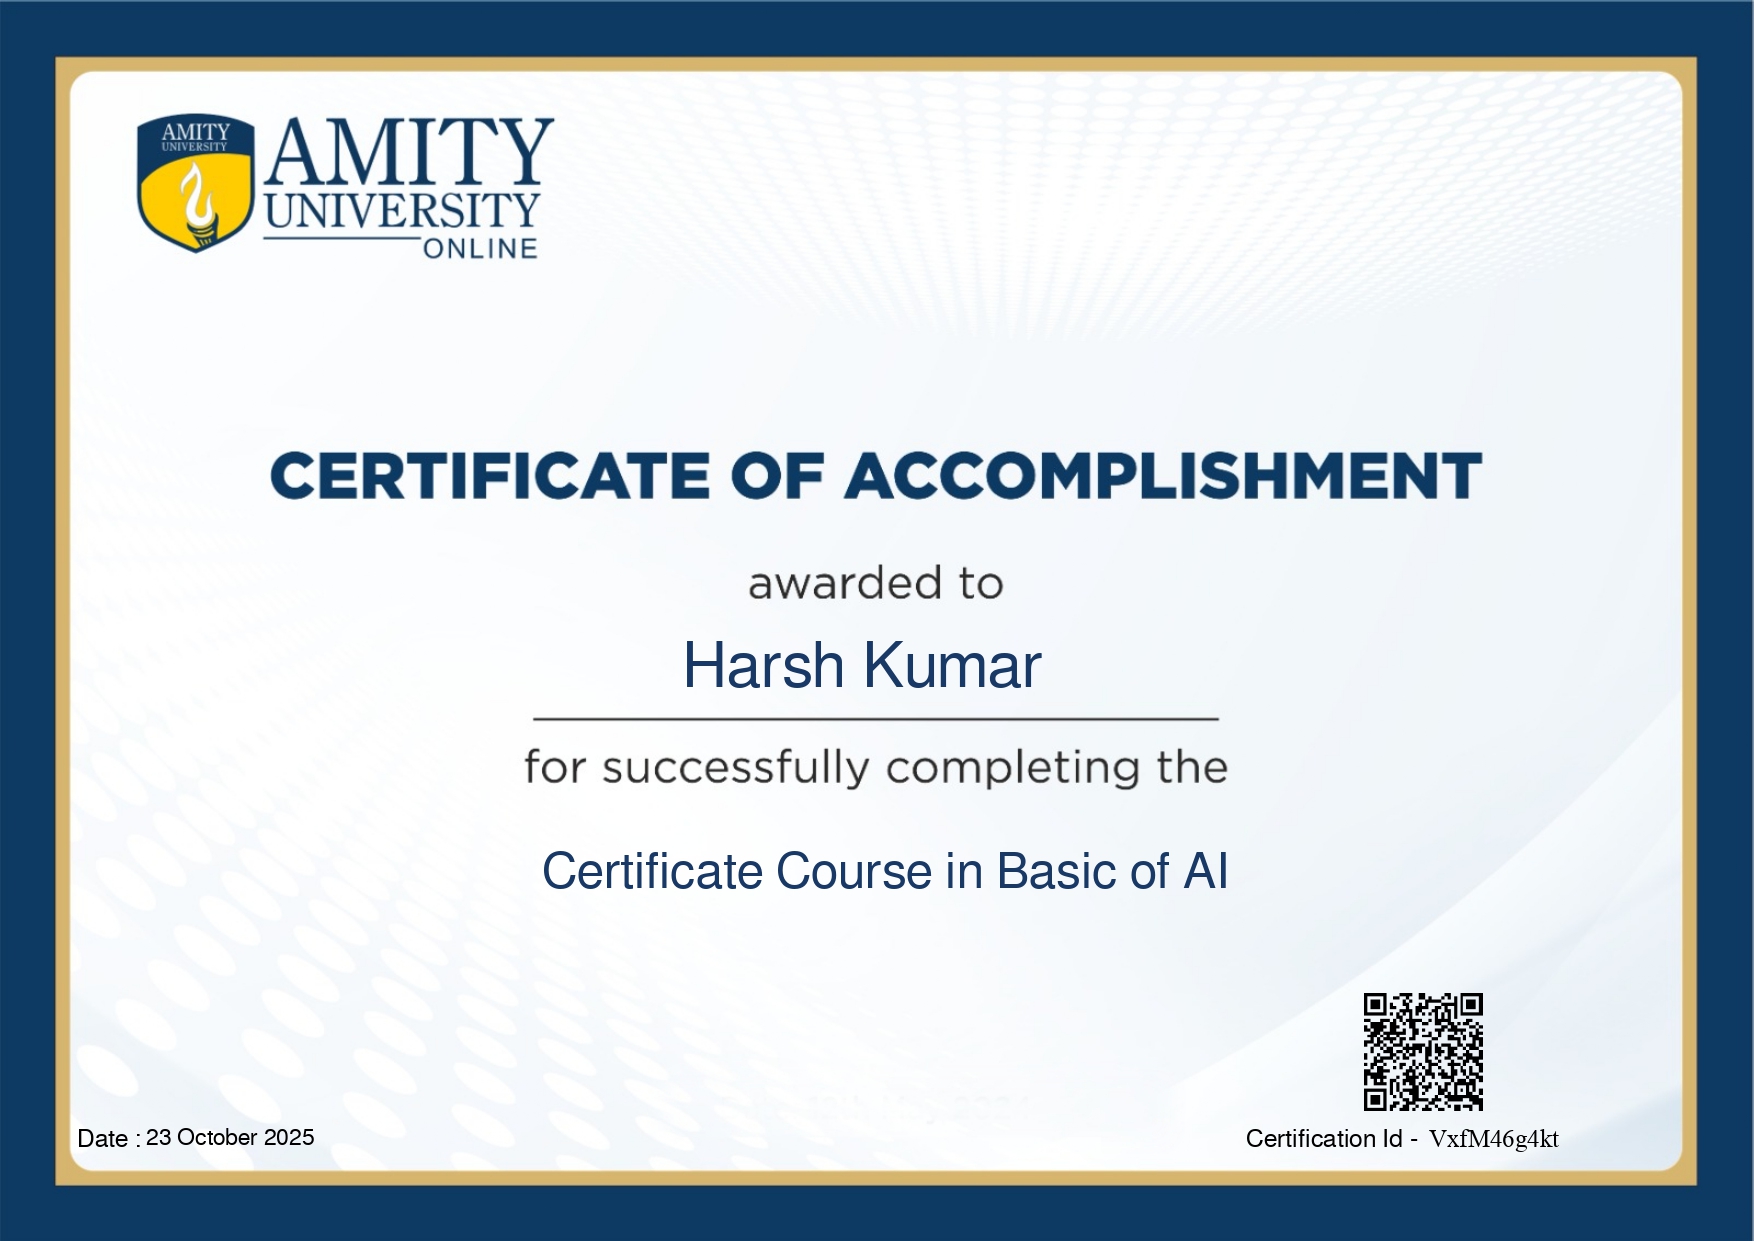 AMITY
UNIVERSITY
AMITY
UNIVERSITY
ONLINE
CERTIFICATE OF ACCOMPLISHMENT
awarded to
Harsh Kumar
for successfully completing the
Certificate Course in Basic of AI
Date : 23 October 2025
Certification Id - VxfM46g4kt